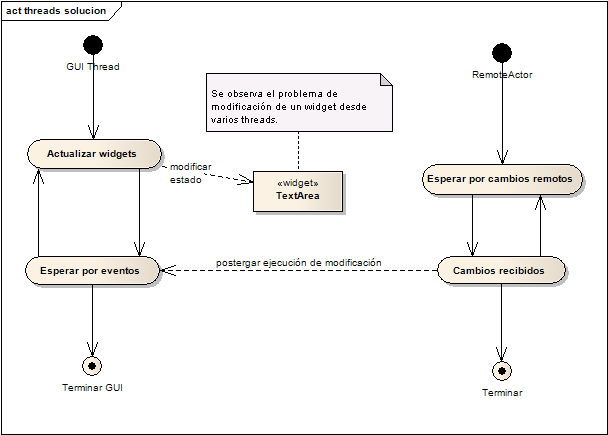 act threads solucion
GUI Thread
RemoteActor
Se observa el problema de
modificación de un widget desde
varios threads.
Actualizar widgets
modificar
estado
«widget»
TextArea
Esperar por cambios remotos
Esperar por eventos
postergar ejecución de modificación
Cambios recibidos
Terminar GUI
Terminar